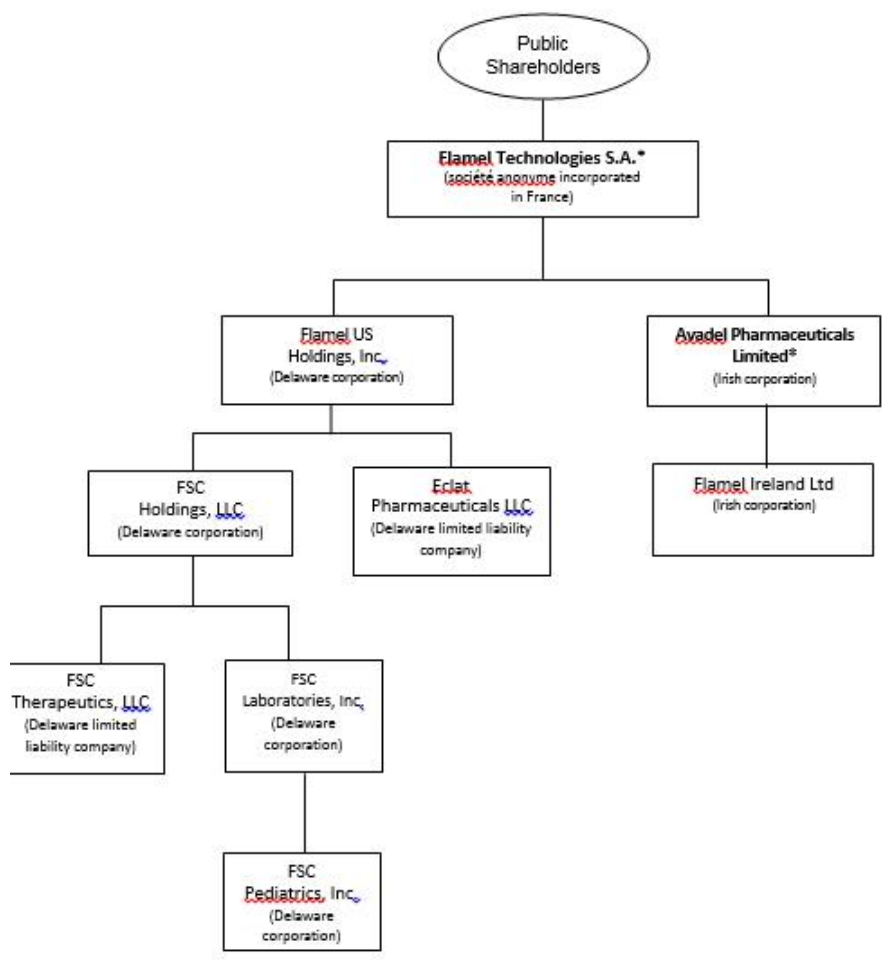 Public
Shareholders
Flamel Technologies S.A.*
(société anonyme incorporated
in France)
Flamel US
Holdings, Inc.
(Delaware corporation)
Avadel Pharmaceuticals
Limited*
(Irish corporation)
FSC
Holdings, LLC
(Delaware corporation)
Eclat
Pharmaceuticals LLC
(Delaware limited liability
company)
Flamel Ireland Ltd
(Irish corporation)
FSC
Therapeutics, LLC
(Delaware limited
liability company)
FSC
Laboratories, Inc.
(Delaware
corporation)
FSC
Pediatrics, Inc.
(Delaware
corporation)